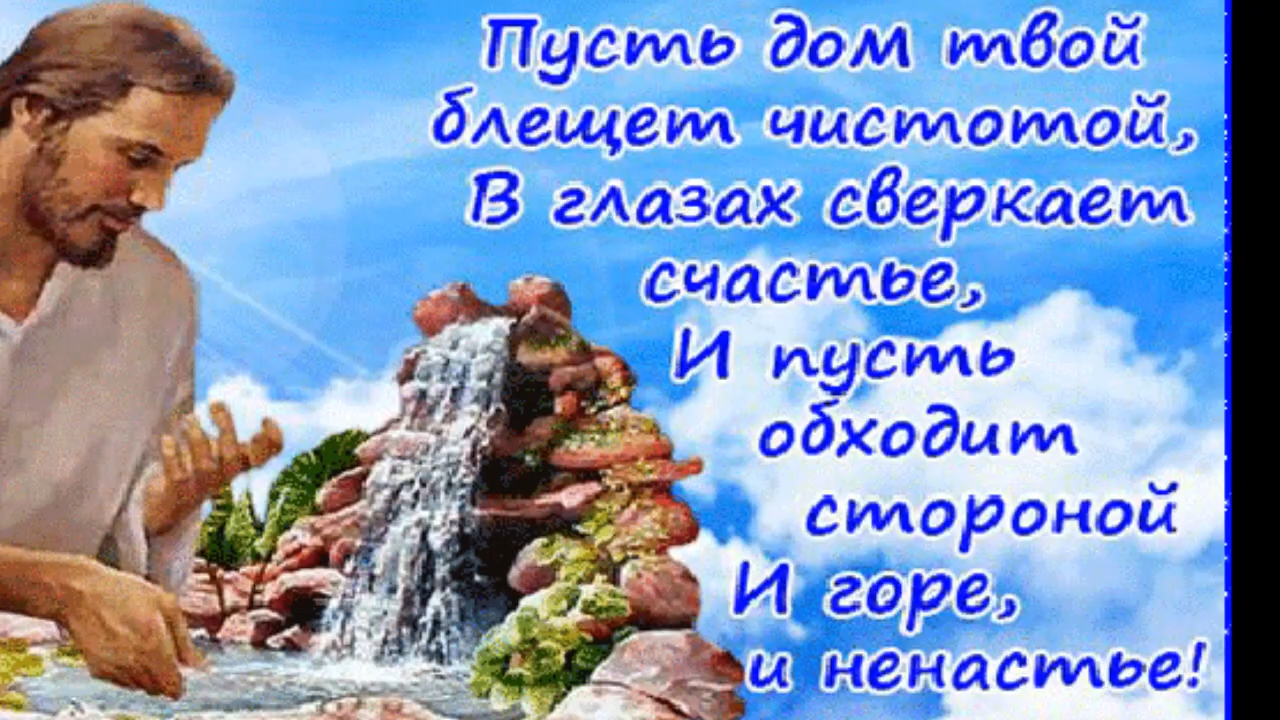 Пусть дом твой
блещет чистотой,
В глазах сверкает
счастье,
И пусть
обходит
стороной
И горе,
и ненастье!